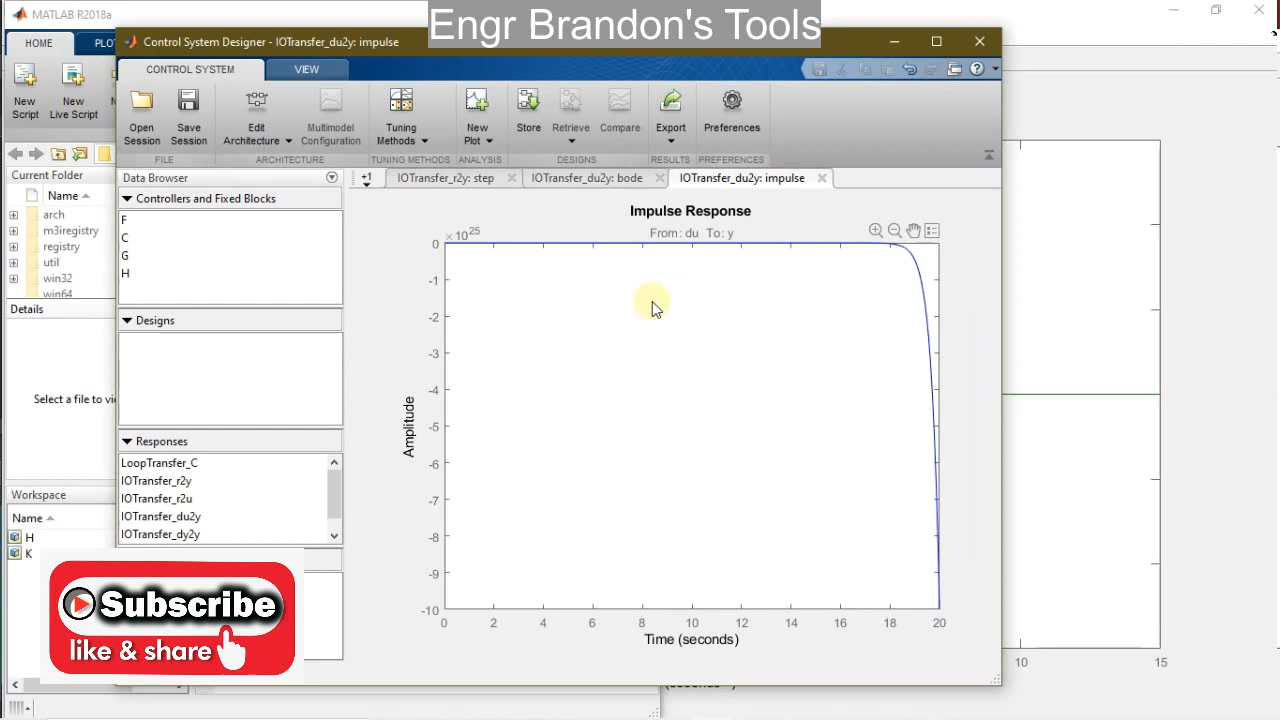 MATLAB R2018a
Engr Brandon's Tools
HOME
PLO
Control System Designer - IOTransfer_du2y: impulse
CONTROL SYSTEM
VIEW
New Script
New Live Script
N
Open Session
Save Session
Edit Architecture
Multimodel Configuration
Tuning Methods
New Plot
Store
Retrieve
Compare
Export
Preferences
FILE
ARCHITECTURE
TUNING METHODS
ANALYSIS
DESIGNS
RESULTS
PREFERENCES
Current Folder
Name
arch
m3iregistry
registry
util
win32
win64
Details
Select a file to vi
Workspace
Name
H
K
Data Browser
Controllers and Fixed Blocks
F
C
G
H
Designs
Responses
LoopTransfer_C
IOTransfer_r2y
IOTransfer_r2u
IOTransfer_du2y
IOTransfer_dy2y
+1
IOTransfer_r2y: step
IOTransfer_du2y: bode
IOTransfer_du2y: impulse
Impulse Response
From: du To: y
×10^25
0
-1
-2
-3
-4
-5
-6
-7
-8
-9
-10
Amplitude
0 2 4 6 8 10 12 14 16 18 20
Time (seconds)
10 15
Subscribe
like & share